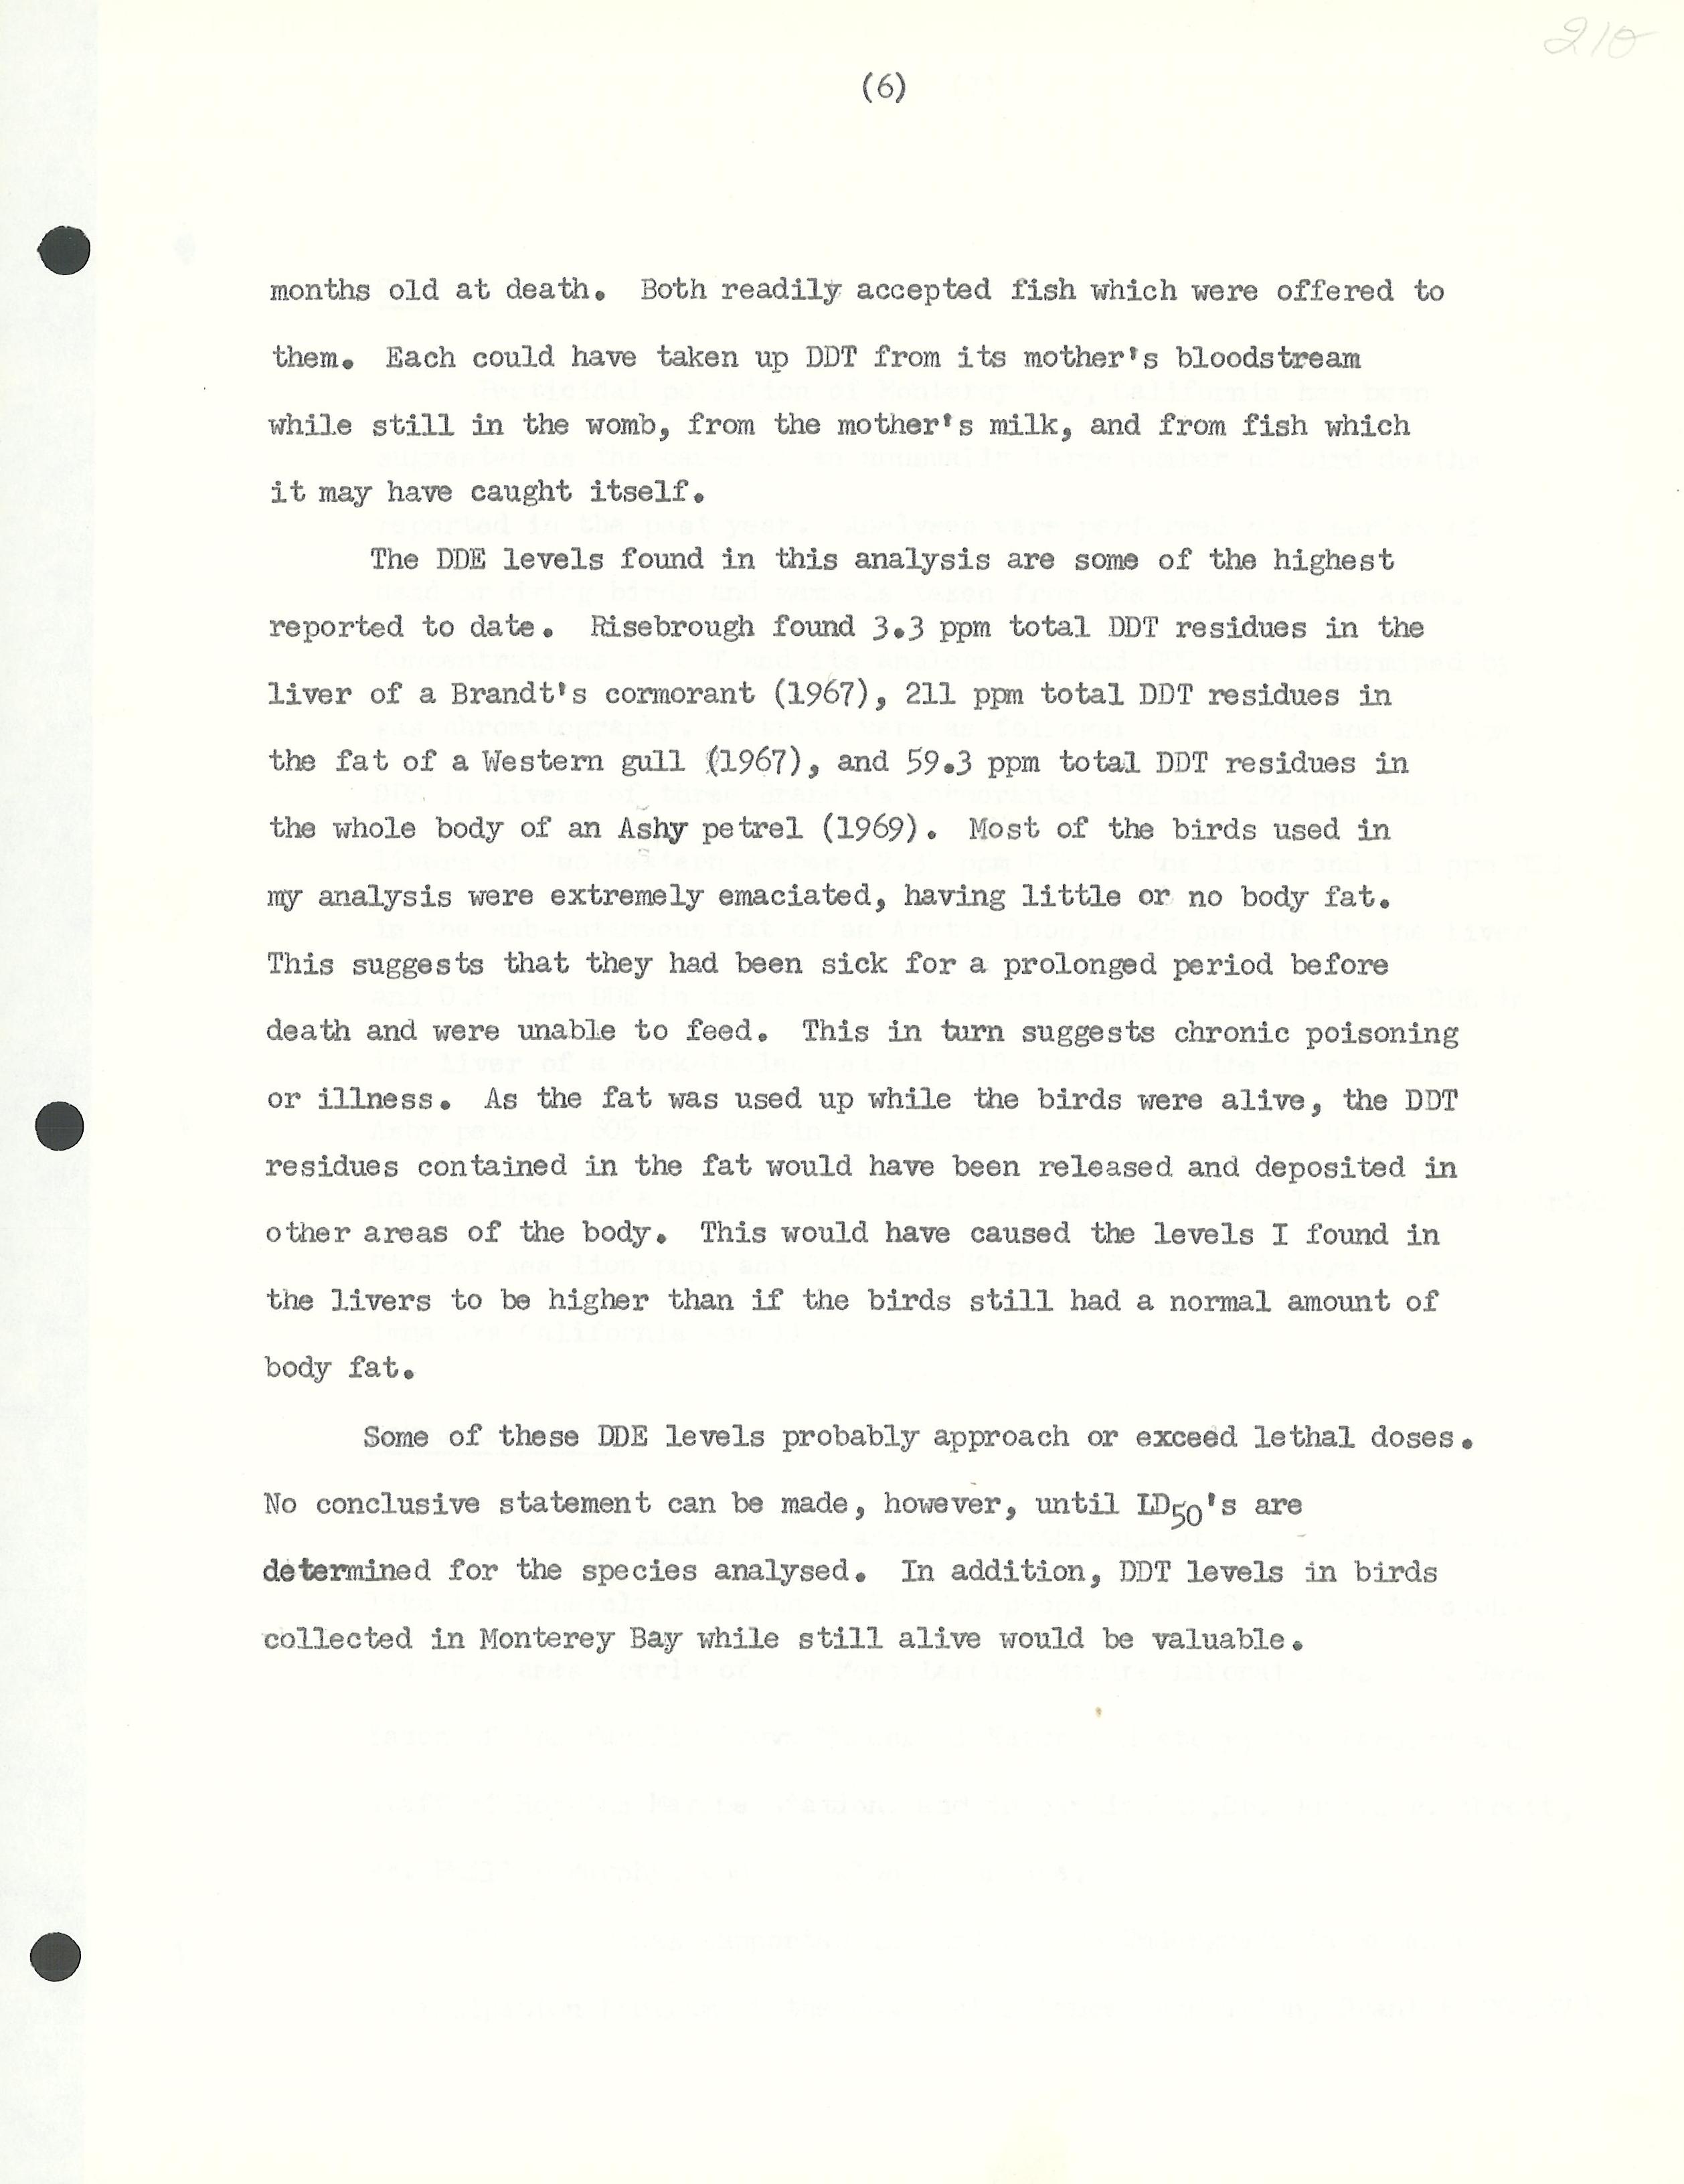 210
(6)
months old at death. Both readily accepted fish which were offered to
them. Each could have taken up DDT from its mother's bloodstream
while still in the womb, from the mother's milk, and from fish which
it may have caught itself.
The DDE levels found in this analysis are some of the highest
reported to date. Risebrough found 3.3 ppm total DDT residues in the
liver of a Brandt's cormorant (1967), 211 ppm total DDT residues in
the fat of a Western gull (1967), and 59.3 ppm total DDT residues in
the whole body of an Ashy petrel (1969). Most of the birds used in
my analysis were extremely emaciated, having little or no body fat.
This suggests that they had been sick for a prolonged period before
death and were unable to feed. This in turn suggests chronic poisoning
or illness. As the fat was used up while the birds were alive, the DDT
residues contained in the fat would have been released and deposited in
other areas of the body. This would have caused the levels I found in
the livers to be higher than if the birds still had a normal amount of
body fat.
Some of these DDE levels probably approach or exceed lethal doses.
No conclusive statement can be made, however, until LD50's are
determined for the species analysed. In addition, DDT levels in birds
collected in Monterey Bay while still alive would be valuable.